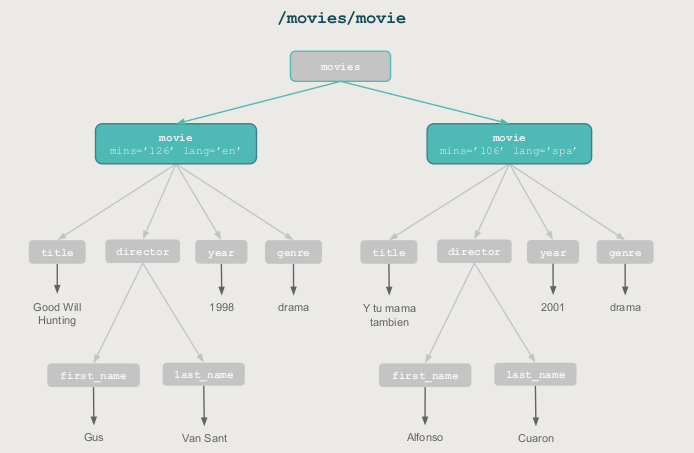 /movies/movie
movies
movie
mins=’126’ lang=’en’
movie
mins=’106’ lang=’spa’
title
director
year
genre
title
director
year
genre
Good Will
Hunting
1998
drama
Y tu mama
tambien
2001
drama
first_name
last_name
first_name
last_name
Gus
Van Sant
Alfonso
Cuaron